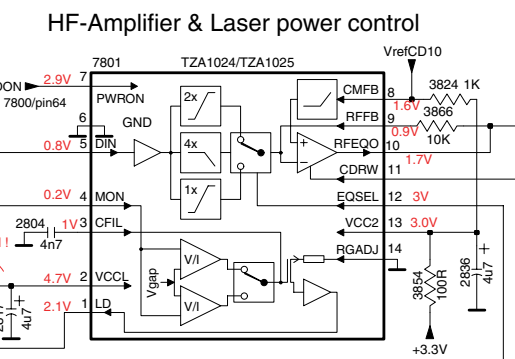 HF-Amplifier & Laser power control
7801 TZA1024/TZA1025 VrefCD10
ON 2.9V 7 PWRON 2x CMFB 8 1.6V 3824 1K
7800/pin64
6 GND RFFB 9 0.9V 3866 10K
0.8V 5 DIN 4x RFEQO 10 1.7V
CDRW 11
0.2V 4 MON 1x EQSEL 12 3V
2804 4n7 1V 3 CFIL VCC2 13 3.0V
RGADJ 14
V/I
Vgap
4.7V 2 VCCL 3854 100R 2836 4u7 +
2.1V 1 LD V/I
4u7 +
+3.3V